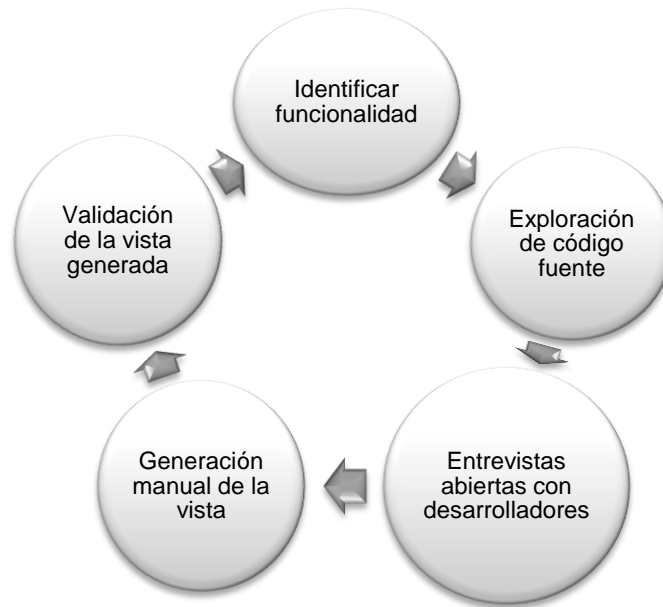 Identificar
funcionalidad
Exploración
de código
fuente
Entrevistas
abiertas con
desarrolladores
Generación
manual de la
vista
Validación
de la vista
generada